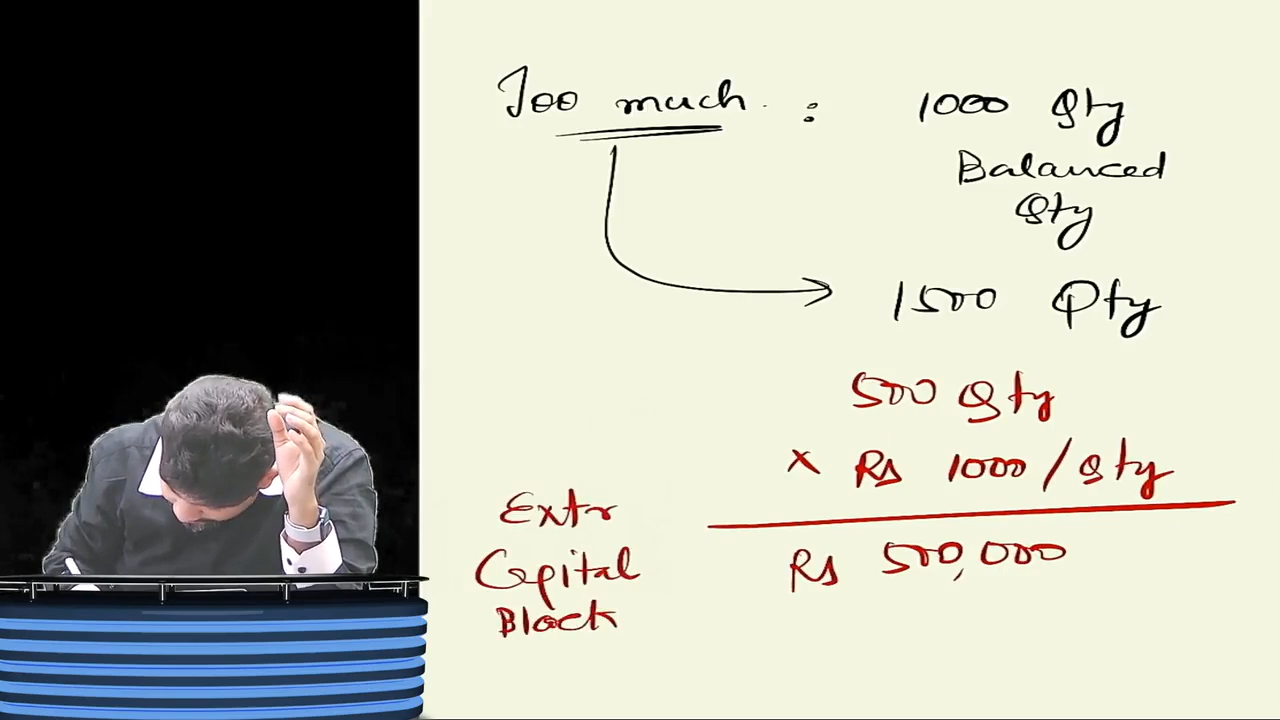 Too much : 1000 Qty
Balanced
Qty
1500 Qty
500 Qty
x Rs 1000 / Qty
Extr
Capital Rs 500,000
Block